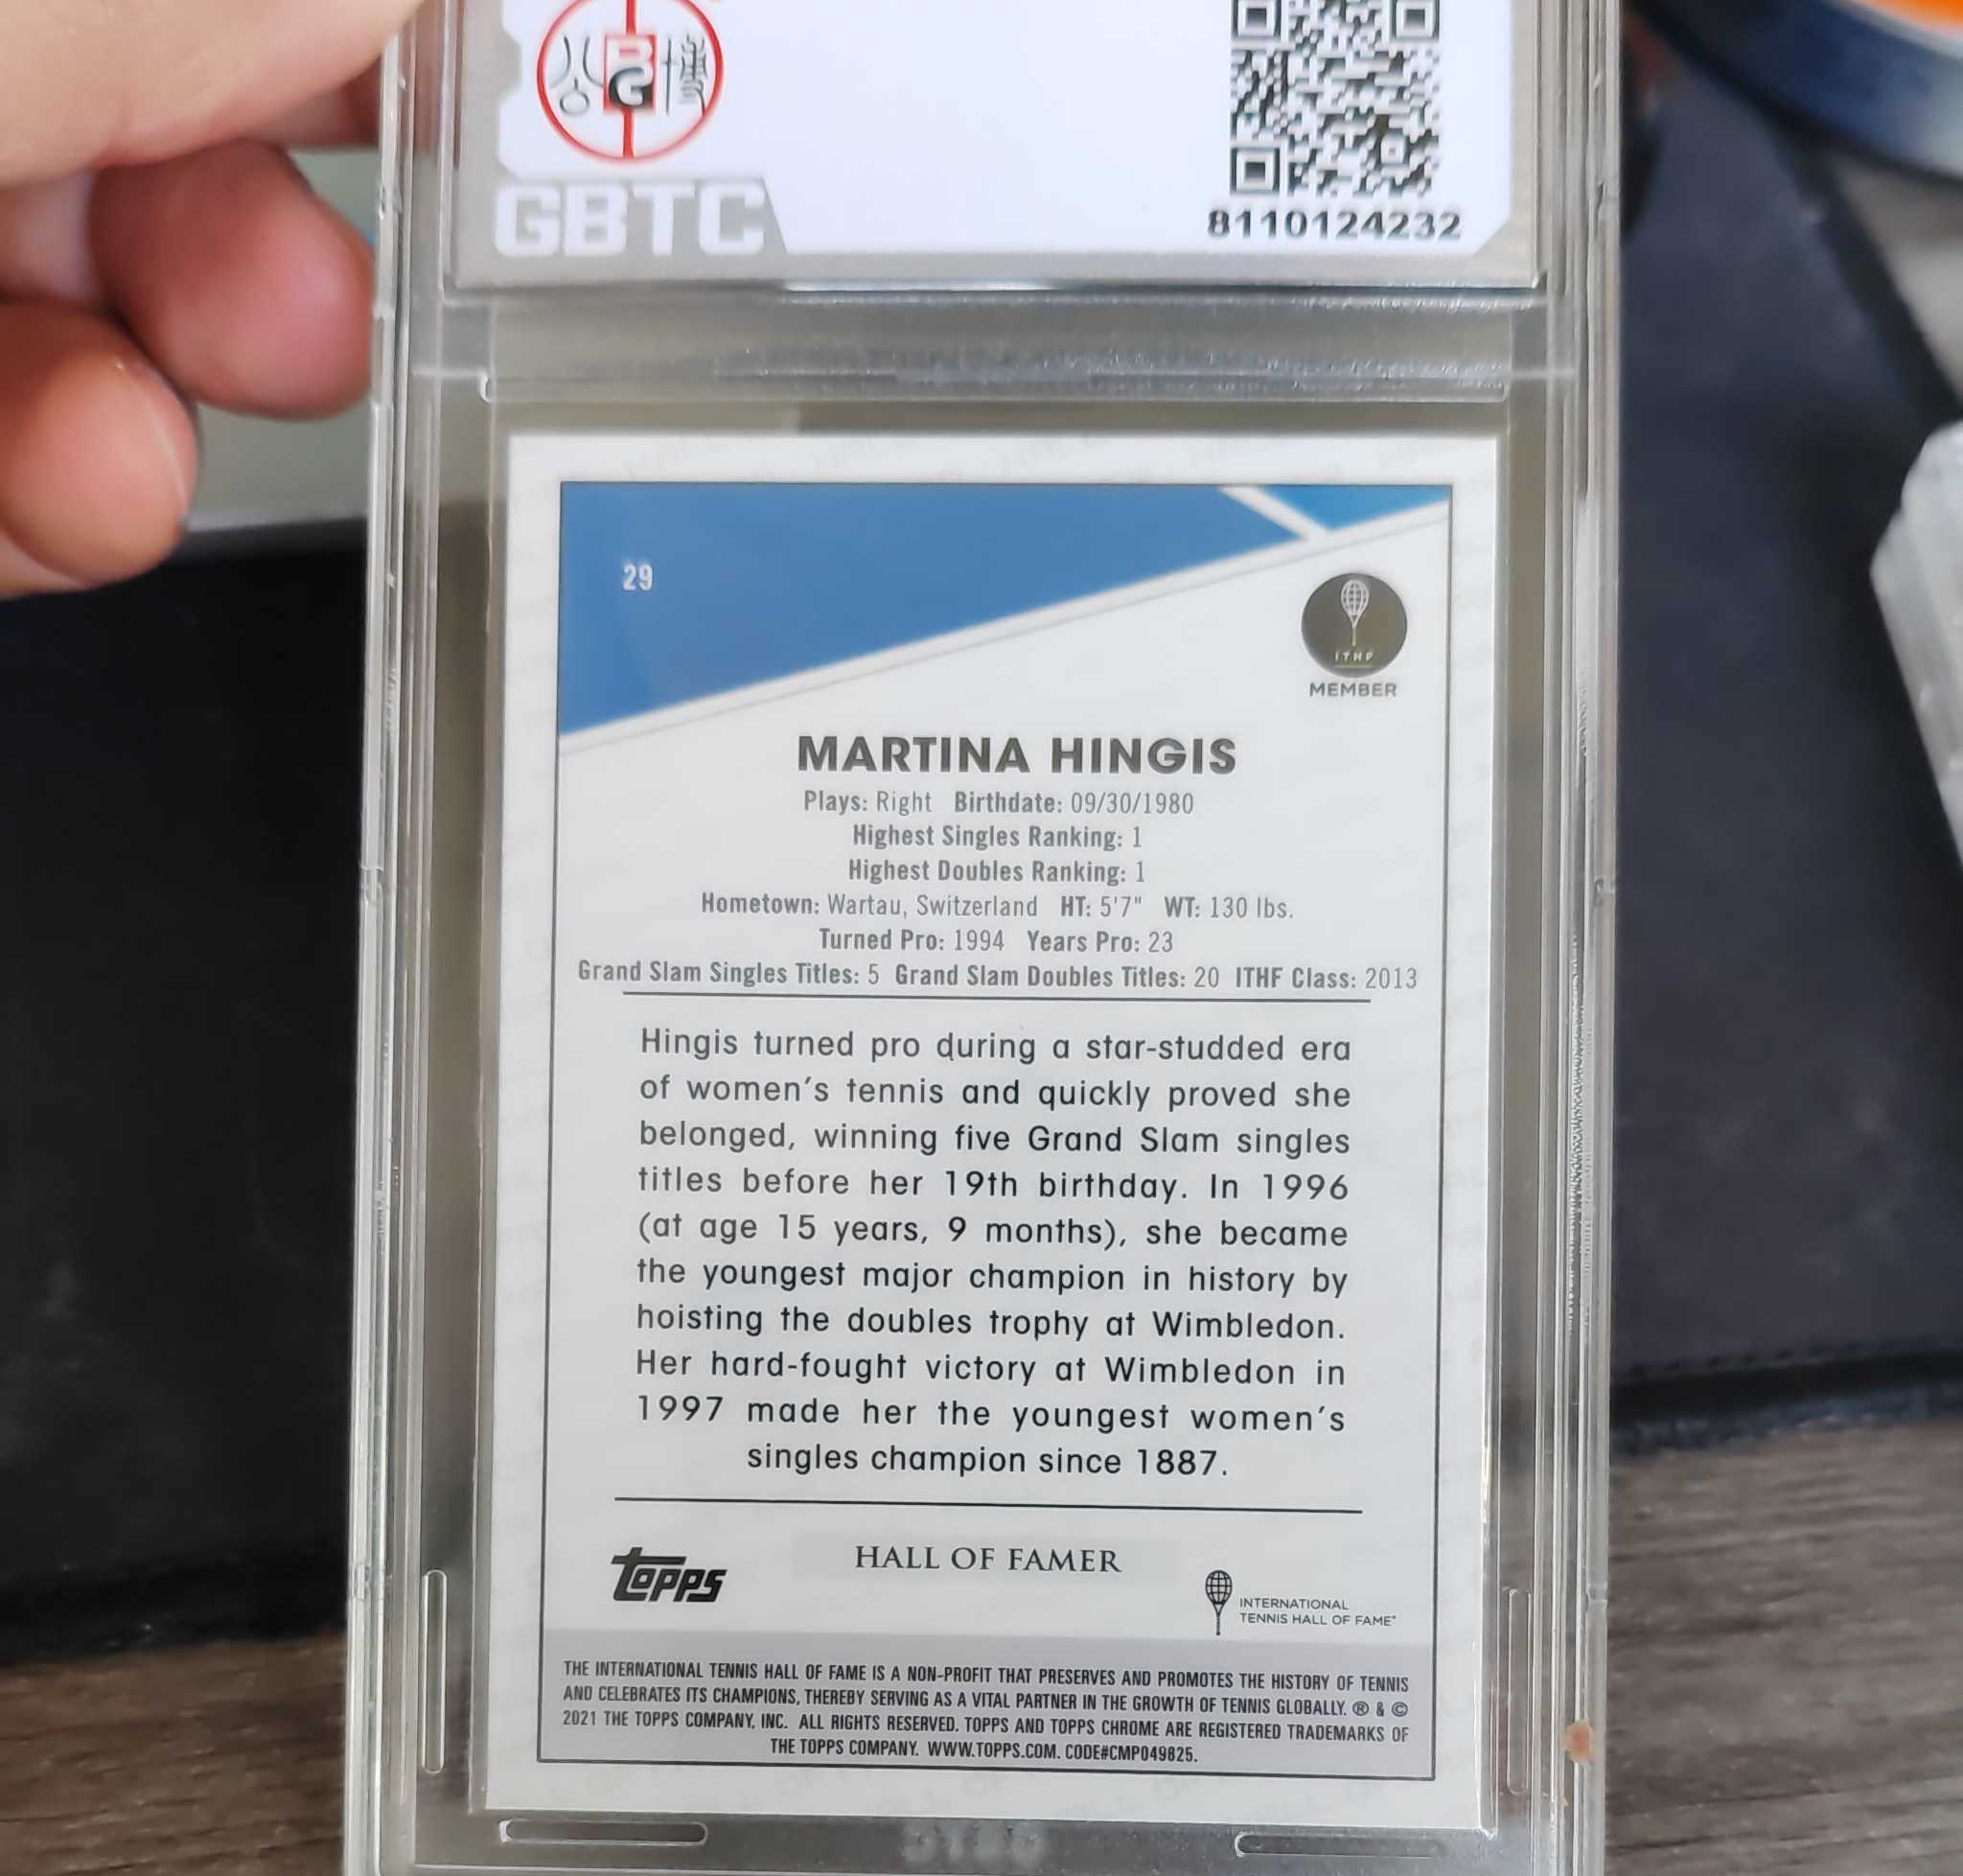 公 BG 博
GBTC
8110124232
29
ITHF
MEMBER
MARTINA HINGIS
Plays: Right Birthdate: 09/30/1980
Highest Singles Ranking: 1
Highest Doubles Ranking: 1
Hometown: Wartau, Switzerland HT: 5'7" WT: 130 lbs.
Turned Pro: 1994 Years Pro: 23
Grand Slam Singles Titles: 5 Grand Slam Doubles Titles: 20 ITHF Class: 2013
Hingis turned pro during a star-studded era
of women's tennis and quickly proved she
belonged, winning five Grand Slam singles
titles before her 19th birthday. In 1996
(at age 15 years, 9 months), she became
the youngest major champion in history by
hoisting the doubles trophy at Wimbledon.
Her hard-fought victory at Wimbledon in
1997 made her the youngest women's
singles champion since 1887.
HALL OF FAMER
topps
INTERNATIONAL
TENNIS HALL OF FAME
THE INTERNATIONAL TENNIS HALL OF FAME IS A NON-PROFIT THAT PRESERVES AND PROMOTES THE HISTORY OF TENNIS
AND CELEBRATES ITS CHAMPIONS, THEREBY SERVING AS A VITAL PARTNER IN THE GROWTH OF TENNIS GLOBALLY. ® & ©
2021 THE TOPPS COMPANY, INC. ALL RIGHTS RESERVED. TOPPS AND TOPPS CHROME ARE REGISTERED TRADEMARKS OF
THE TOPPS COMPANY. WWW.TOPPS.COM. CODE#CMP049825.